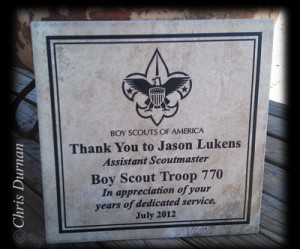 BOY SCOUTS OF AMERICA
Thank You to Jason Lukens
Assistant Scoutmaster
Boy Scout Troop 770
In appreciation of your
years of dedicated service,
July 2012
© Chris Durnan